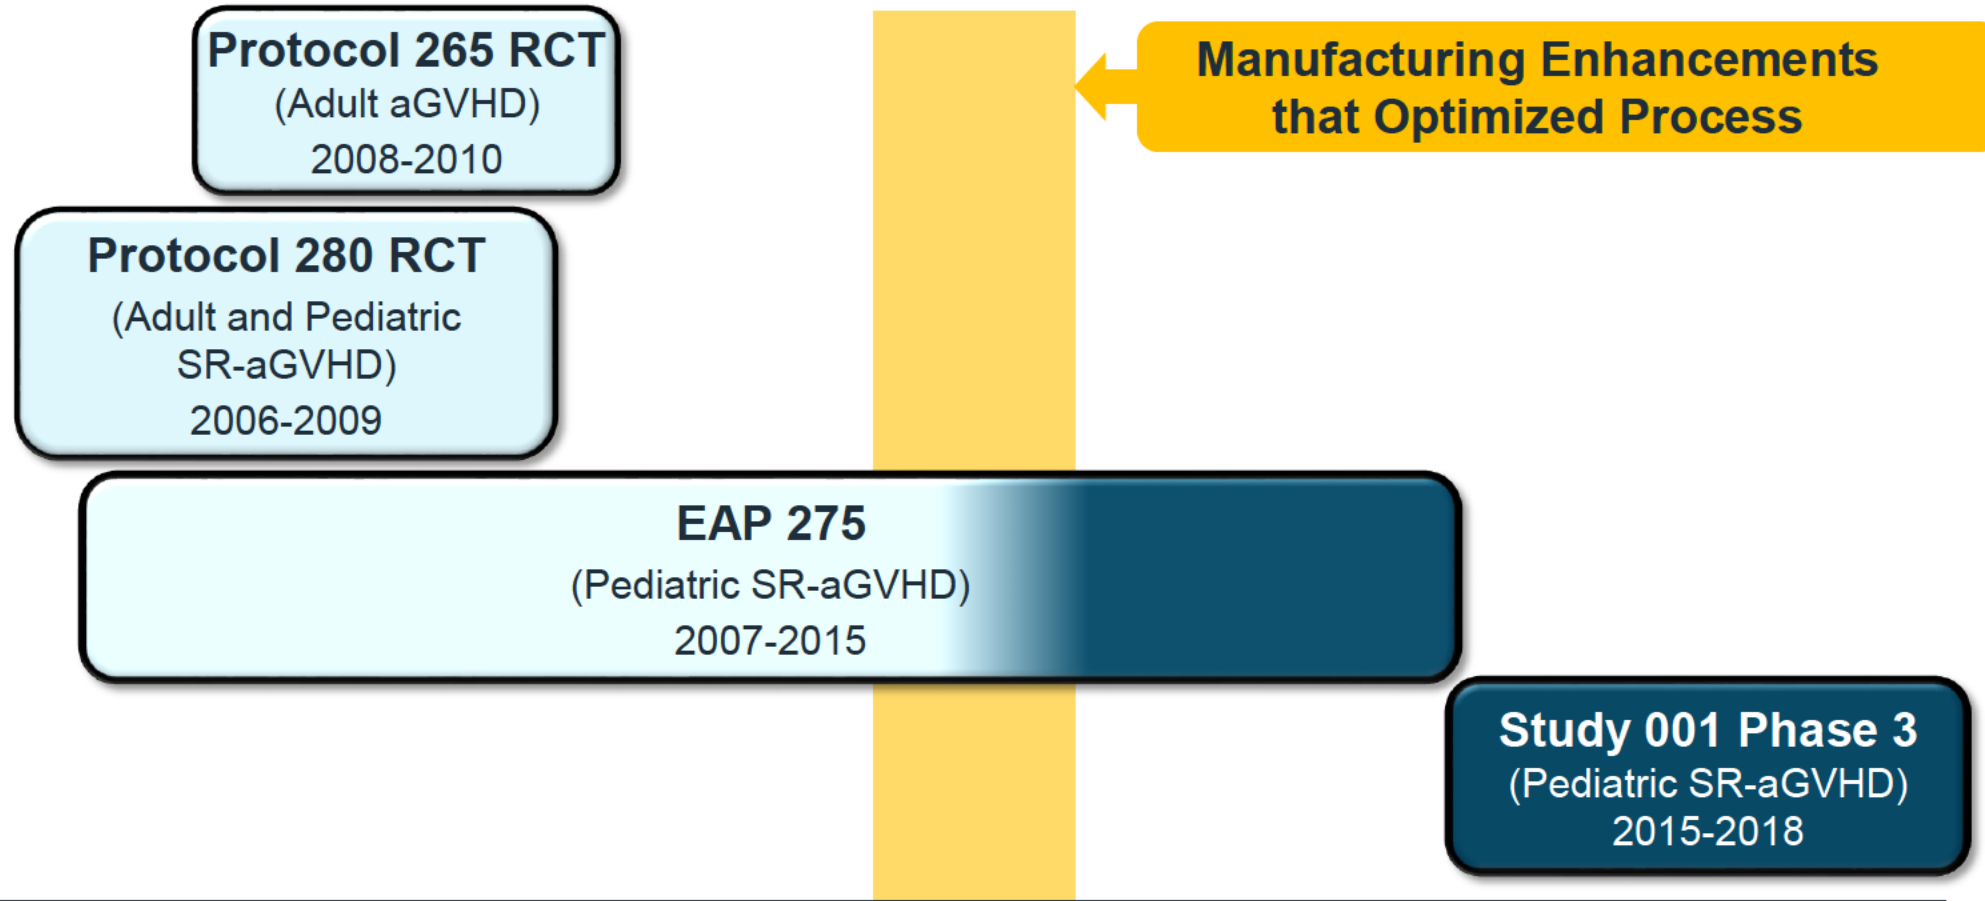 Protocol 265 RCT
(Adult aGVHD)
2008-2010
Manufacturing Enhancements
that Optimized Process
Protocol 280 RCT
(Adult and Pediatric
SR-aGVHD)
2006-2009
EAP 275
(Pediatric SR-aGVHD)
2007-2015
Study 001 Phase 3
(Pediatric SR-aGVHD)
2015-2018